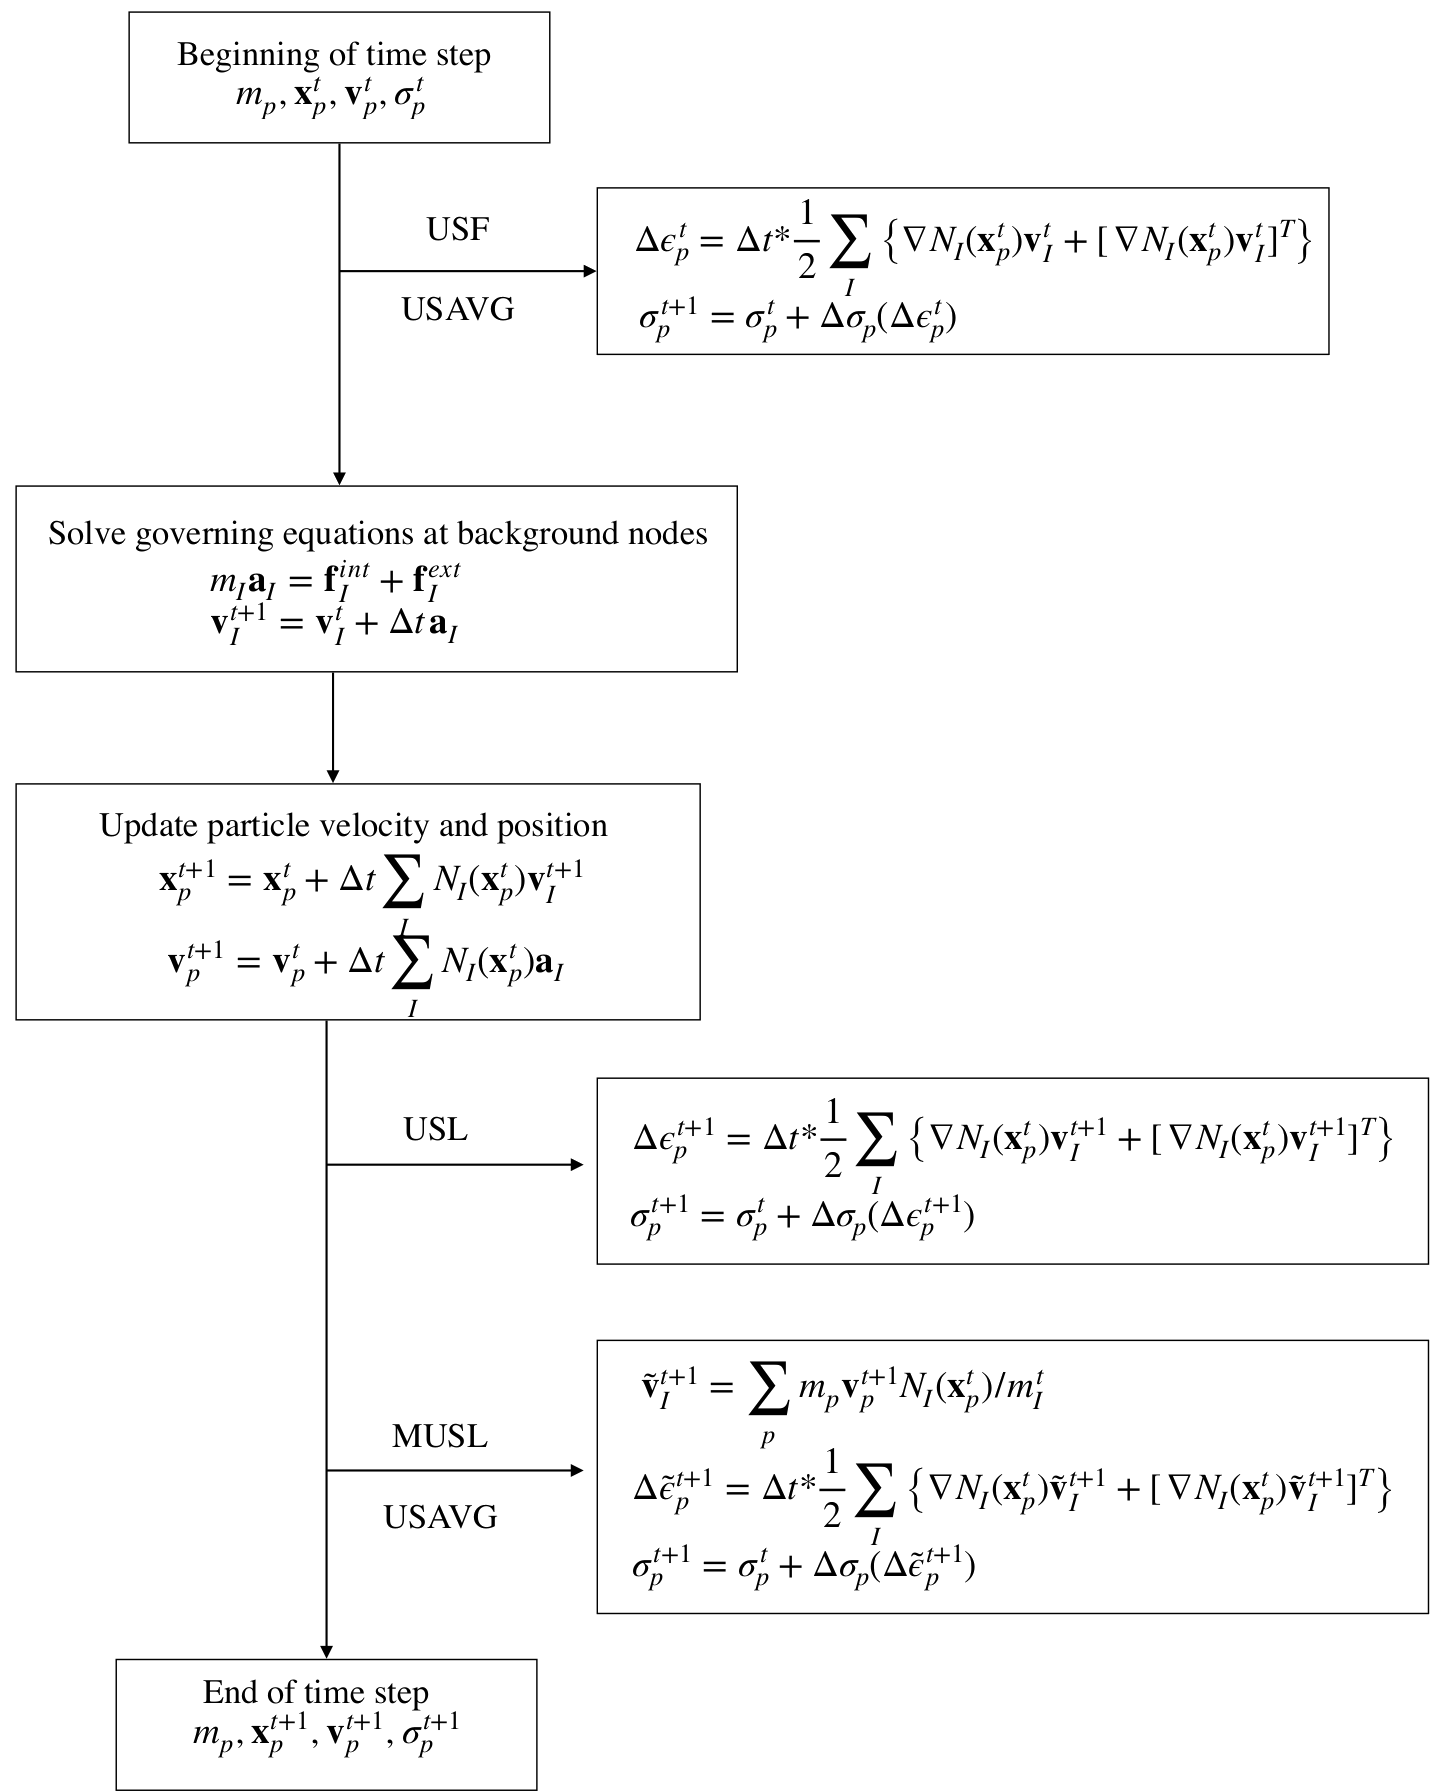 Beginning of time step
$m_p, \mathbf{x}_p^t, \mathbf{v}_p^t, \sigma_p^t$
USF
USAVG
$\Delta\epsilon_p^t = \Delta t * \frac{1}{2} \sum_I \{\nabla N_I(\mathbf{x}_p^t)\mathbf{v}_I^t + [\nabla N_I(\mathbf{x}_p^t)\mathbf{v}_I^t]^T\}$
$\sigma_p^{t+1} = \sigma_p^t + \Delta\sigma_p(\Delta\epsilon_p^t)$
Solve governing equations at background nodes
$m_I\mathbf{a}_I = \mathbf{f}_I^{int} + \mathbf{f}_I^{ext}$
$\mathbf{v}_I^{t+1} = \mathbf{v}_I^t + \Delta t\mathbf{a}_I$
Update particle velocity and position
$\mathbf{x}_p^{t+1} = \mathbf{x}_p^t + \Delta t \sum_I N_I(\mathbf{x}_p^t)\mathbf{v}_I^{t+1}$
$\mathbf{v}_p^{t+1} = \mathbf{v}_p^t + \Delta t \sum_I N_I(\mathbf{x}_p^t)\mathbf{a}_I$
USL
$\Delta\epsilon_p^{t+1} = \Delta t * \frac{1}{2} \sum_I \{\nabla N_I(\mathbf{x}_p^t)\mathbf{v}_I^{t+1} + [\nabla N_I(\mathbf{x}_p^t)\mathbf{v}_I^{t+1}]^T\}$
$\sigma_p^{t+1} = \sigma_p^t + \Delta\sigma_p(\Delta\epsilon_p^{t+1})$
MUSL
USAVG
$\tilde{\mathbf{v}}_I^{t+1} = \sum_p m_p\mathbf{v}_p^{t+1}N_I(\mathbf{x}_p^t)/m_I^t$
$\Delta\tilde{\epsilon}_p^{t+1} = \Delta t * \frac{1}{2} \sum_I \{\nabla N_I(\mathbf{x}_p^t)\tilde{\mathbf{v}}_I^{t+1} + [\nabla N_I(\mathbf{x}_p^t)\tilde{\mathbf{v}}_I^{t+1}]^T\}$
$\sigma_p^{t+1} = \sigma_p^t + \Delta\sigma_p(\Delta\tilde{\epsilon}_p^{t+1})$
End of time step
$m_p, \mathbf{x}_p^{t+1}, \mathbf{v}_p^{t+1}, \sigma_p^{t+1}$